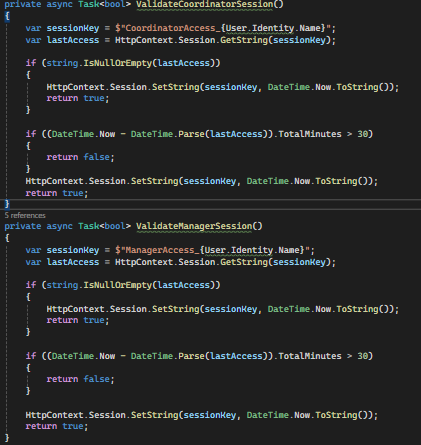 private async Task<bool> ValidateCoordinatorSession()
{
var sessionKey = $"CoordinatorAccess_{User.Identity.Name}";
var lastAccess = HttpContext.Session.GetString(sessionKey);
if (string.IsNullOrEmpty(lastAccess))
{
HttpContext.Session.SetString(sessionKey, DateTime.Now.ToString());
return true;
}
if ((DateTime.Now - DateTime.Parse(lastAccess)).TotalMinutes > 30)
{
return false;
}
HttpContext.Session.SetString(sessionKey, DateTime.Now.ToString());
return true;
}
5 references
private async Task<bool> ValidateManagerSession()
{
var sessionKey = $"ManagerAccess_{User.Identity.Name}";
var lastAccess = HttpContext.Session.GetString(sessionKey);
if (string.IsNullOrEmpty(lastAccess))
{
HttpContext.Session.SetString(sessionKey, DateTime.Now.ToString());
return true;
}
if ((DateTime.Now - DateTime.Parse(lastAccess)).TotalMinutes > 30)
{
return false;
}
HttpContext.Session.SetString(sessionKey, DateTime.Now.ToString());
return true;
}